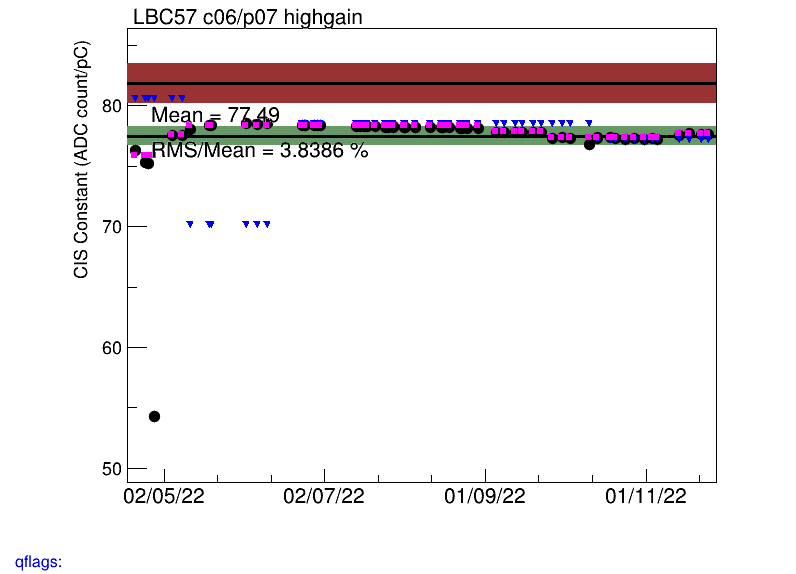 LBC57 c06/p07 highgain
CIS Constant (ADC count/pC)
80
70
60
50
Mean = 77.49
RMS/Mean = 3.8386 %
02/05/22
02/07/22
01/09/22
01/11/22
qflags: